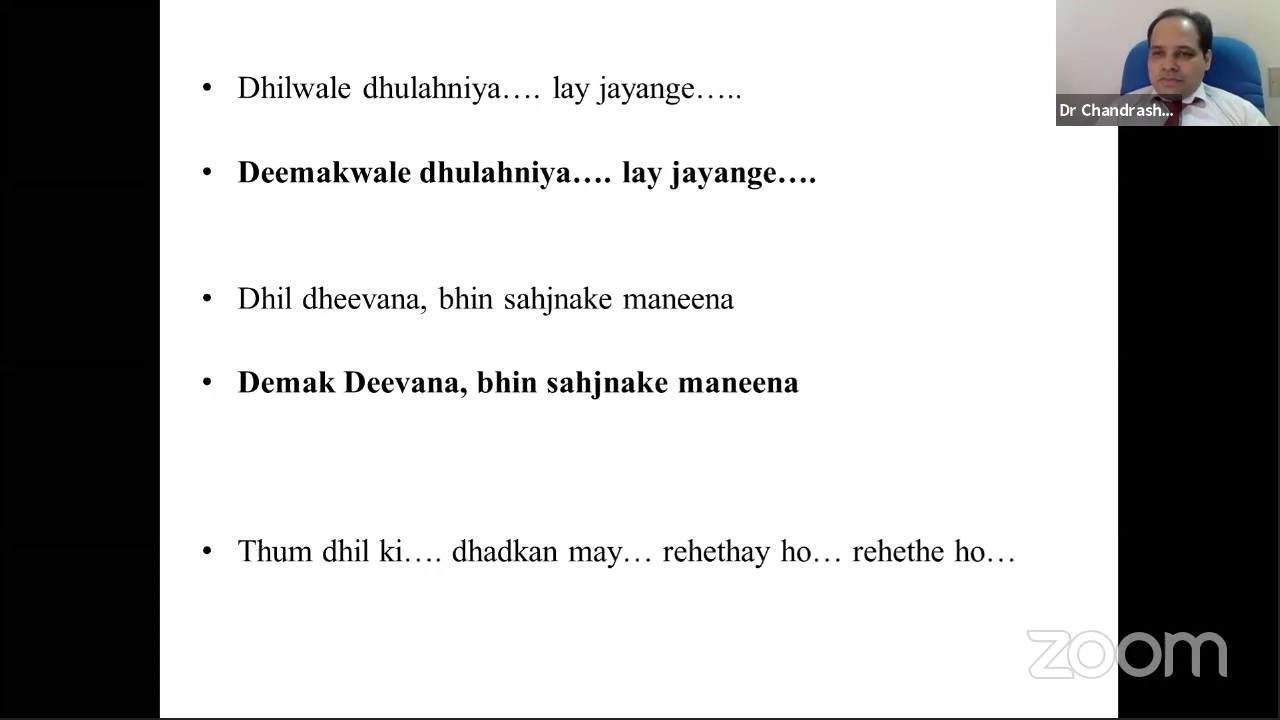 • Dhilwale dhulahniya…. lay jayange…..
Dr Chandrash...
• Deemakwale dhulahniya…. lay jayange….
• Dhil dheevana, bhin sahjnake maneena
• Demak Deevana, bhin sahjnake maneena
• Thum dhil ki…. dhadkan may… rehethay ho… rehethe ho…
zoom